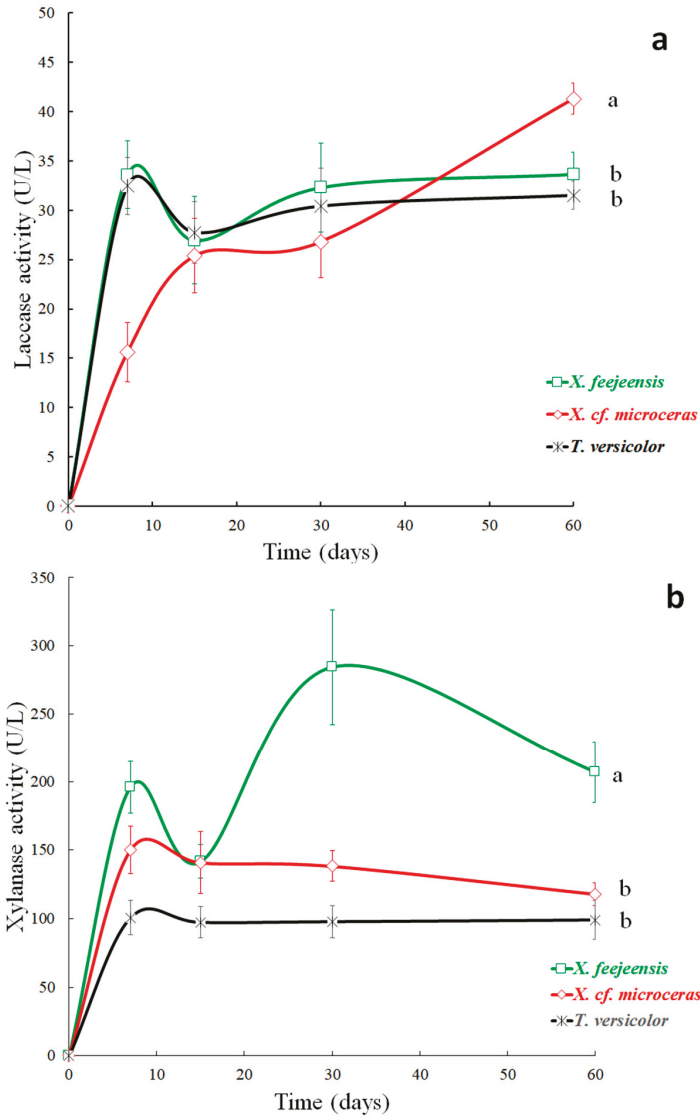 a
50
45
40
35
30
25
20
15
10
5
0
Laccase activity (U/L)
a
b
b
X. feejeensis
X. cf. microceras
T. versicolor
0 10 20 30 40 50 60
Time (days)
b
350
300
250
200
150
100
50
0
Xylanase activity (U/L)
a
b
b
X. feejeensis
X. cf. microceras
T. versicolor
0 10 20 30 40 50 60
Time (days)